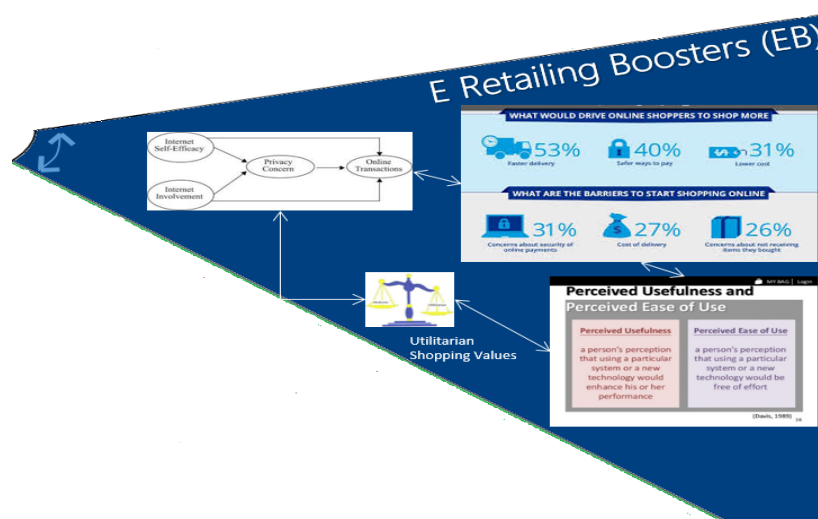 E Retailing Boosters (EB)
WHAT WOULD DRIVE ONLINE SHOPPERS TO SHOP MORE
53%
Faster delivery
40%
Safer ways to pay
31%
Lower cost
WHAT ARE THE BARRIERS TO START SHOPPING ONLINE
31%
Concerns about security of
online payments
$
27%
Cost of delivery
26%
Concerns about not receiving
items they bought
Internet
Self-Efficacy
Privacy
Concern
Online
Transactions
Internet
Involvement
Utilitarian
Shopping Values
MY BAG | Login
Perceived Usefulness and
Perceived Ease of Use
Perceived Usefulness
a person's perception
that using a particular
system or a new
technology would
enhance his or her
performance
Perceived Ease of Use
a person's perception
that using a particular
system or a new
technology would be
free of effort
(Davis, 1989)